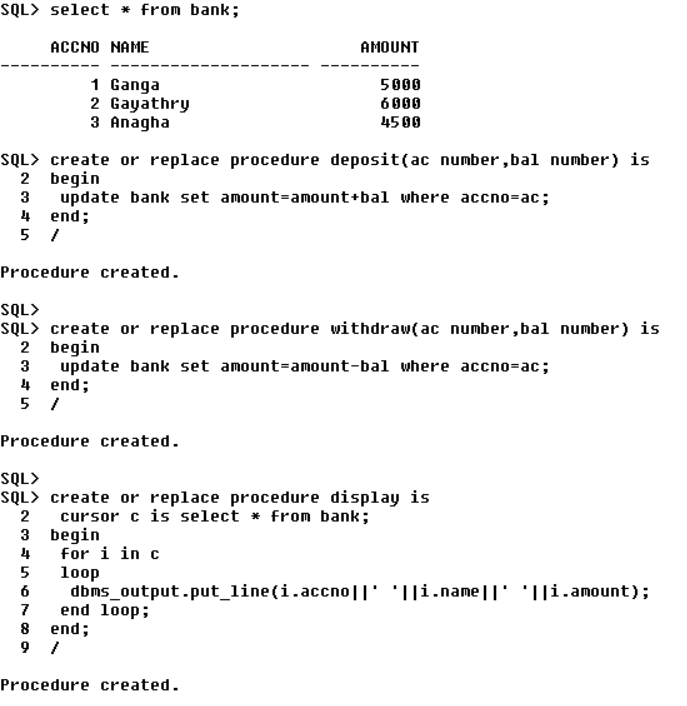 SQL> select * from bank;
     ACCNO NAME                     AMOUNT
---------- -------------------- ----------
         1 Ganga                      5000
         2 Gayathry                   6000
         3 Anagha                     4500
SQL> create or replace procedure deposit(ac number,bal number) is
  2  begin
  3   update bank set amount=amount+bal where accno=ac;
  4  end;
  5  /
Procedure created.
SQL>
SQL> create or replace procedure withdraw(ac number,bal number) is
  2  begin
  3   update bank set amount=amount-bal where accno=ac;
  4  end;
  5  /
Procedure created.
SQL>
SQL> create or replace procedure display is
  2   cursor c is select * from bank;
  3  begin
  4   for i in c
  5   loop
  6    dbms_output.put_line(i.accno||' '||i.name||' '||i.amount);
  7   end loop;
  8  end;
  9  /
Procedure created.